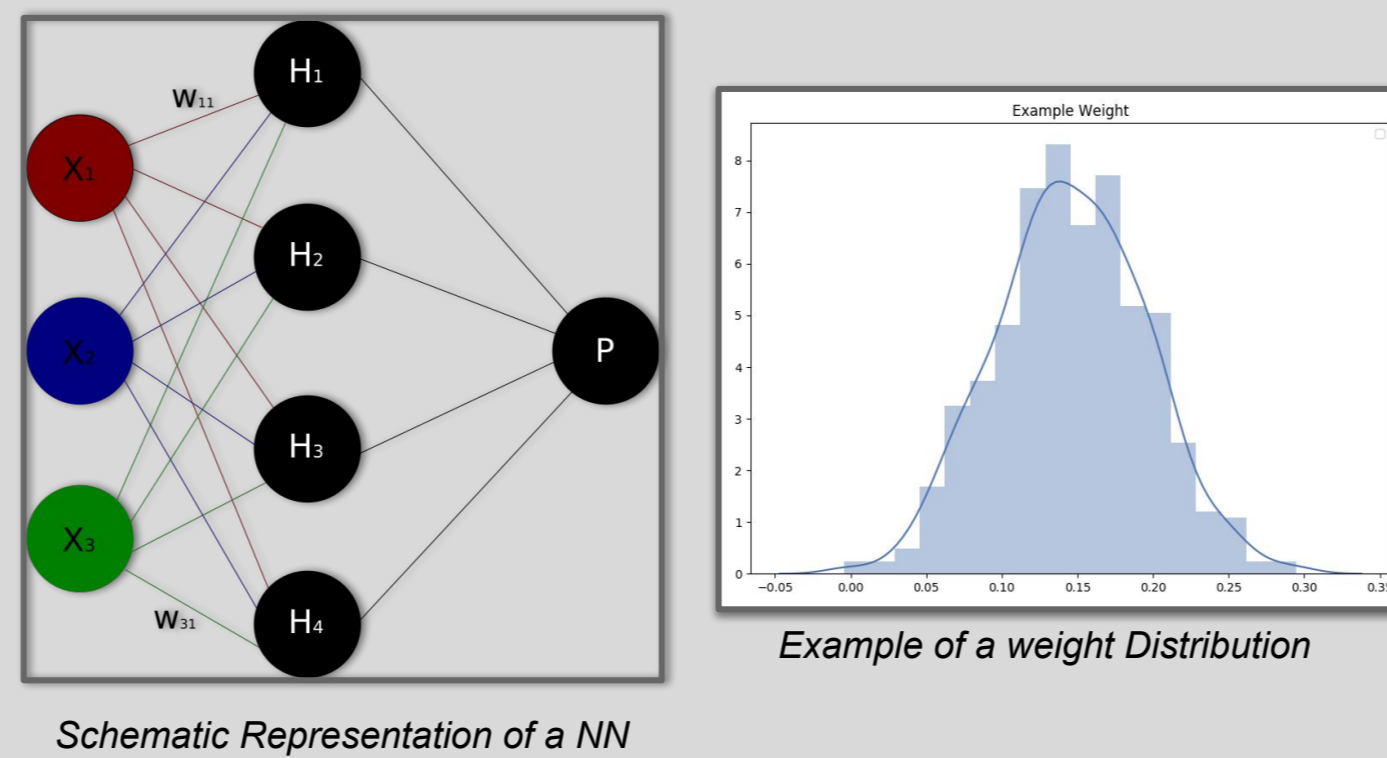 H₁
W₁₁
X₁
H₂
X₂
P
H₃
X₃
W₃₁
H₄
Schematic Representation of a NN
Example Weight
8
7
6
5
4
3
2
1
0
−0.05 0.00 0.05 0.10 0.15 0.20 0.25 0.30
Example of a weight Distribution